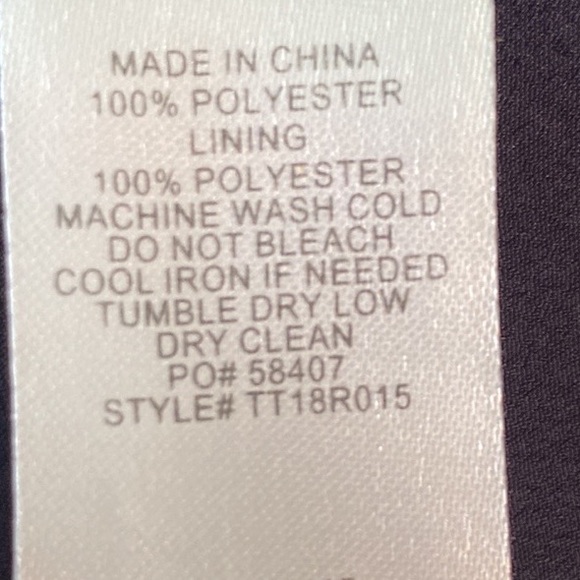 MADE IN CHINA
100% POLYESTER
LINING
100% POLYESTER
MACHINE WASH COLD
DO NOT BLEACH
COOL IRON IF NEEDED
TUMBLE DRY LOW
DRY CLEAN
PO# 58407
STYLE# TT18R015